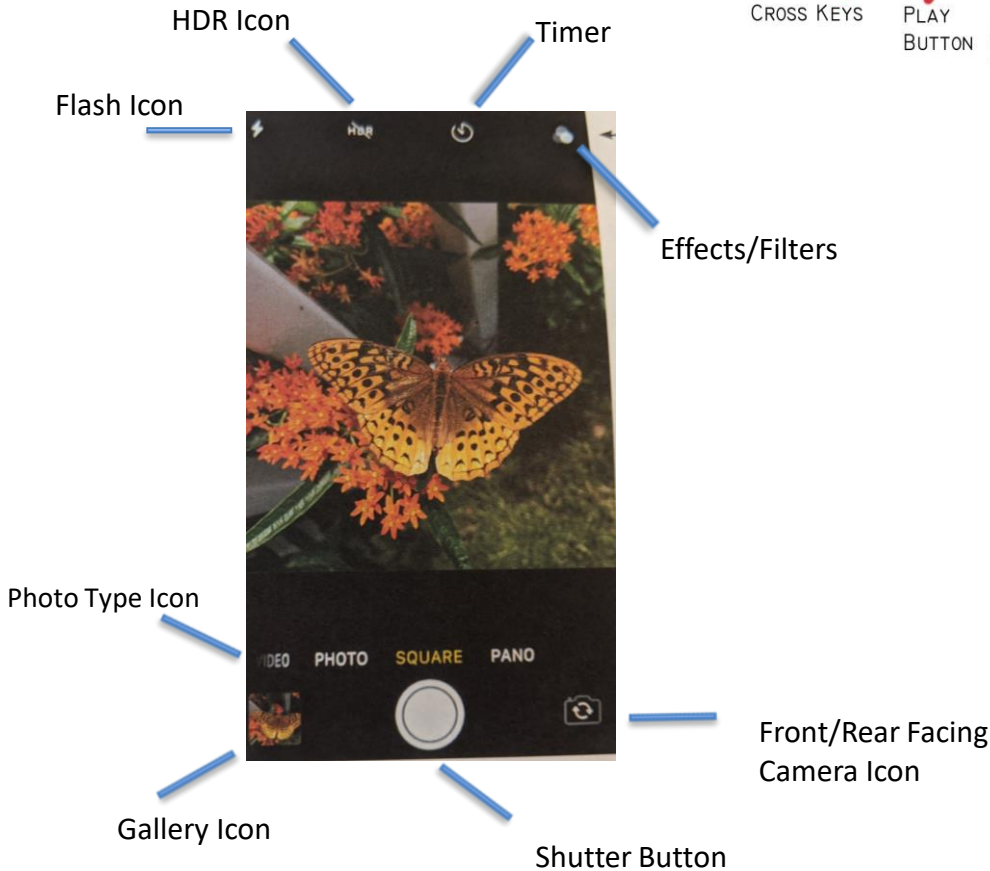 CROSS KEYS
PLAY
BUTTON
HDR Icon
Timer
Flash Icon
HDR
Effects/Filters
Photo Type Icon
VIDEO PHOTO SQUARE PANO
Front/Rear Facing
Camera Icon
Gallery Icon
Shutter Button